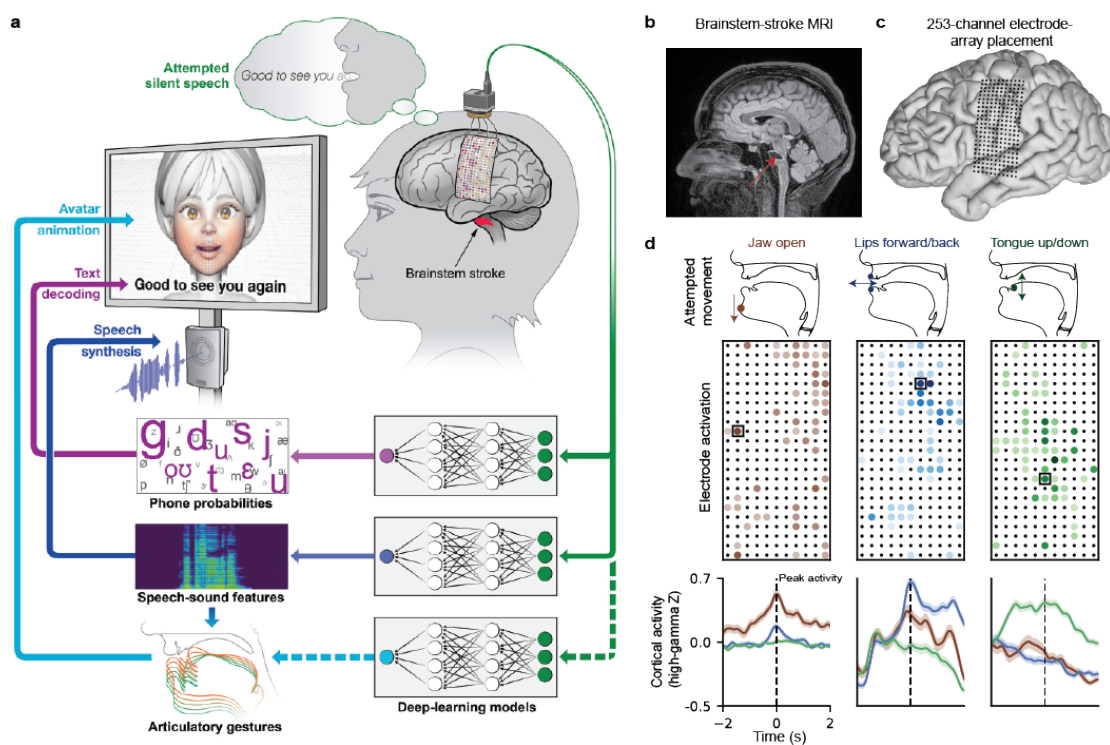 a
Attempted
silent speech
Good to see you a
Avatar
animation
Text
decoding
Good to see you again
Speech
synthesis
Brainstem stroke
Phone probabilities
Speech-sound features
Articulatory gestures
Deep-learning models
b
Brainstem-stroke MRI
c
253-channel electrode-
array placement
d
Jaw open
Lips forward/back
Tongue up/down
Attempted
movement
Electrode activation
Cortical activity
(high-gamma Z)
0.7
0.0
-0.5
Peak activity
−2
0
2
Time (s)